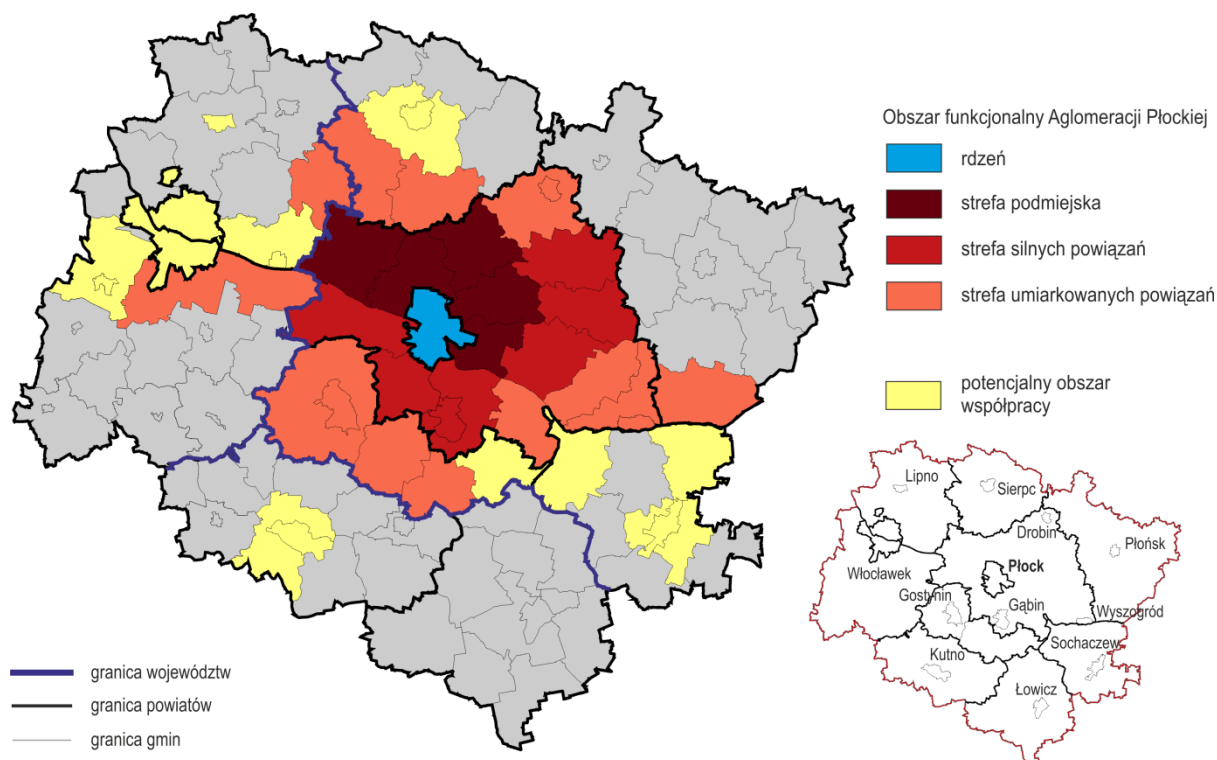 Obszar funkcjonalny Aglomeracji Płockiej
rdzeń
strefa podmiejska
strefa silnych powiązań
strefa umiarkowanych powiązań
potencjalny obszar
współpracy
granica województw
granica powiatów
granica gmin
Lipno
Sierpc
Drobin
Płońsk
Płock
Włocławek
Gostynin
Gąbin
Wyszogród
Sochaczew
Kutno
Łowicz